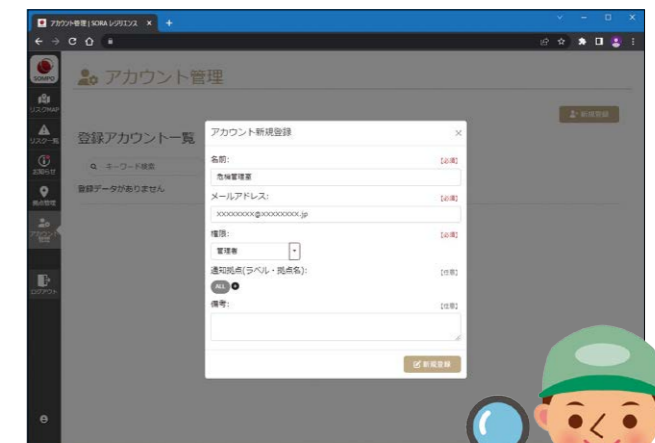 アカウント管理 | SORA レジリエンス
SOMPO
アカウント管理
リスクMAP
新規登録
リスク一覧
登録アカウント一覧
アカウント新規登録
お知らせ
キーワード検索
名前:
[必須]
危機管理室
拠点管理
登録データがありません
メールアドレス:
[必須]
XXXXXXXX@XXXXXXXXX.jp
アカウント
管理
権限:
[必須]
管理者
通知拠点(ラベル・拠点名):
[任意]
ALL
ログアウト
備考:
[任意]
新規登録